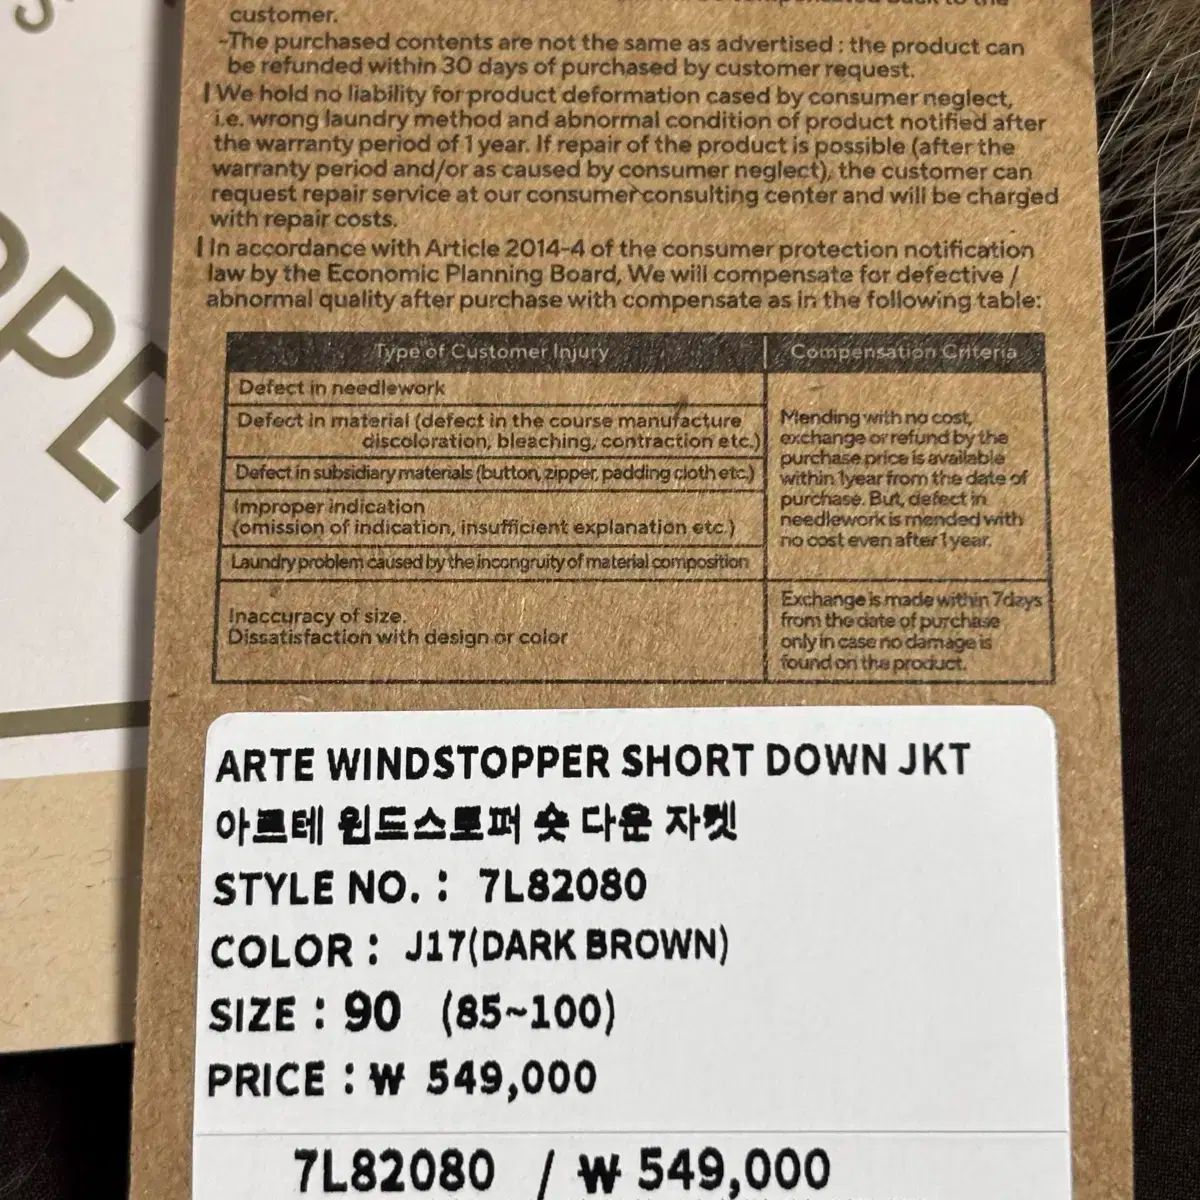 customer.
-The purchased contents are not the same as advertised : the product can
be refunded within 30 days of purchased by customer request.
We hold no liability for product deformation cased by consumer neglect,
i.e. wrong laundry method and abnormal condition of product notified after
the warranty period of 1 year. If repair of the product is possible (after the
warranty period and/or as caused by consumer neglect), the customer can
request repair service at our consumer consulting center and will be charged
with repair costs.
In accordance with Article 2014-4 of the consumer protection notification
law by the Economic Planning Board, We will compensate for defective /
abnormal quality after purchase with compensate as in the following table:
Type of Customer Injury
Compensation Criteria
Defect in needlework
Defect in material (defect in the course manufacture
discoloration, bleaching, contraction etc.)
Defect in subsidiary materials (button, zipper, padding cloth etc.)
Improper indication
(omission of indication, insufficient explanation etc.)
Laundry problem caused by the incongruity of material composition
Mending with no cost,
exchange or refund by the
purchase price is available
within 1year from the date of
purchase. But, defect in
needlework is mended with
no cost even after 1 year.
Inaccuracy of size.
Dissatisfaction with design or color
Exchange is made within 7days
from the date of purchase
only in case no damage is
found on the product.
ARTE WINDSTOPPER SHORT DOWN JKT
아르테 윈드스토퍼 숏 다운 자켓
STYLE NO. : 7L82080
COLOR : J17(DARK BROWN)
SIZE : 90 (85~100)
PRICE : ₩ 549,000
7L82080 / ₩ 549,000